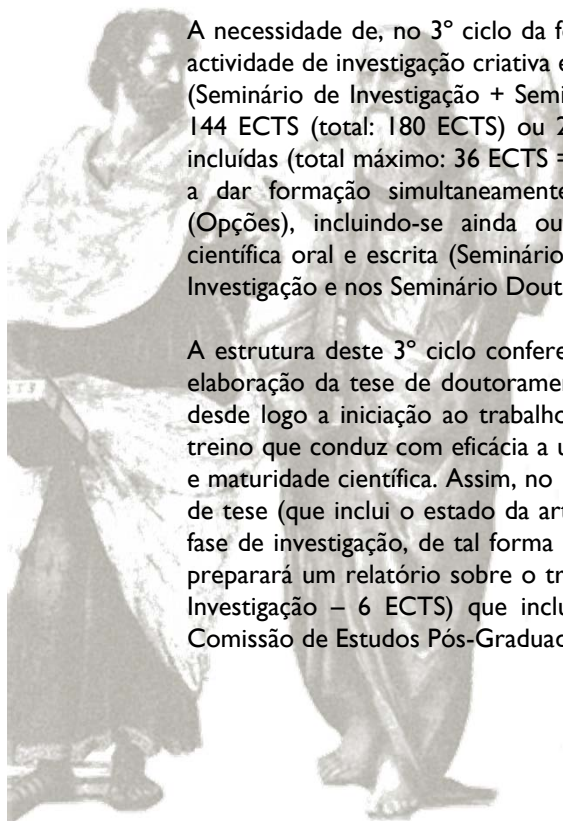 A necessidade de, no 3º ciclo da f
actividade de investigação criativa e
(Seminário de Investigação + Semi
144 ECTS (total: 180 ECTS) ou 2
incluídas (total máximo: 36 ECTS =
a dar formação simultaneamente
(Opções), incluindo-se ainda ou
científica oral e escrita (Seminário
Investigação e nos Seminário Dout
A estrutura deste 3º ciclo confere
elaboração da tese de doutorame
desde logo a iniciação ao trabalho
treino que conduz com eficácia a u
e maturidade científica. Assim, no
de tese (que inclui o estado da ar
fase de investigação, de tal forma
preparará um relatório sobre o tr
Investigação – 6 ECTS) que inclu
Comissão de Estudos Pós-Graduad